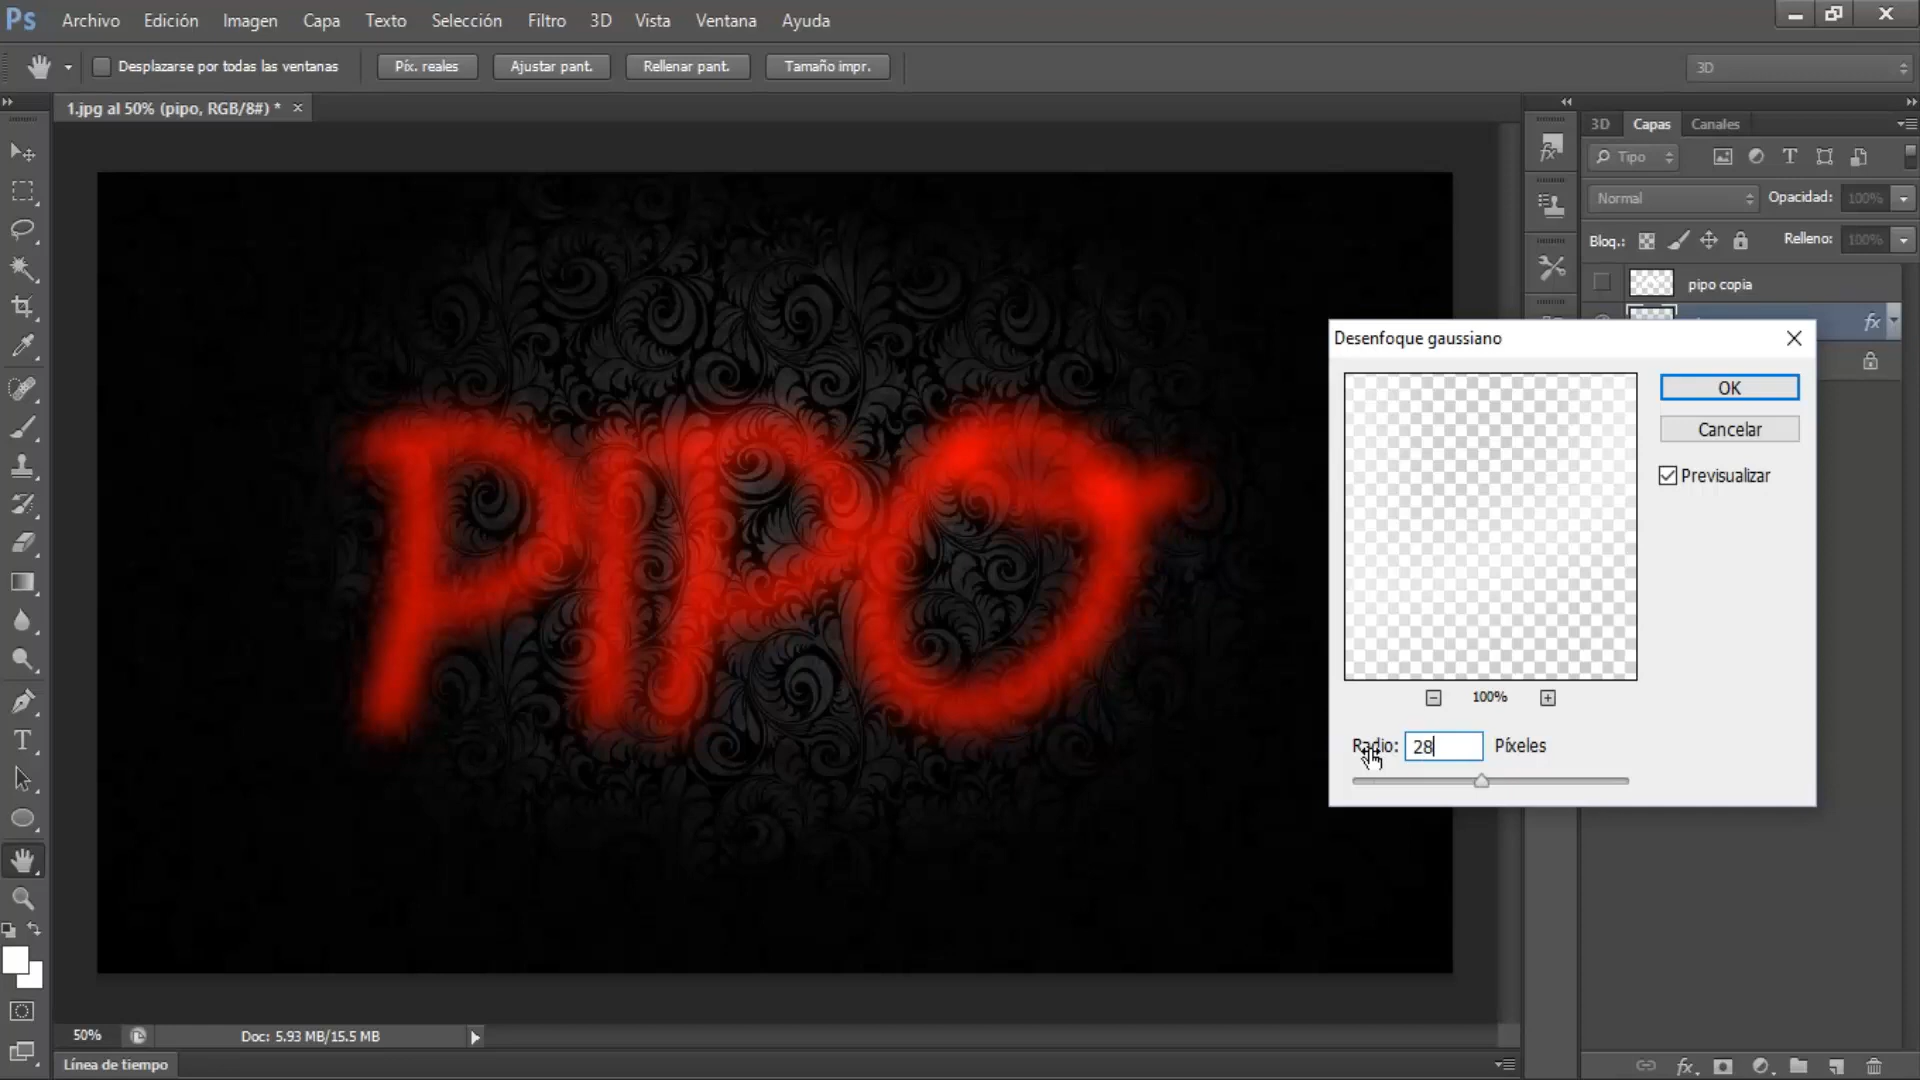 Ps Archivo Edición Imagen Capa Texto Selección Filtro 3D Vista Ventana Ayuda
Desplazarse por todas las ventanas Píx. reales Ajustar pant. Rellenar pant. Tamaño impr. 3D
1.jpg al 50% (pipo, RGB/8#) * ×
3D Capas Canales
Tipo
Normal Opacidad: 100%
Bloq.: Relleno: 100%
pipo copia
fx
PIPO
Desenfoque gaussiano
OK
Cancelar
Previsualizar
100%
Radio: 28 Píxeles
50% Doc: 5.93 MB/15.5 MB
Línea de tiempo
fx.